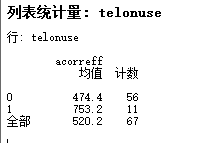 列表统计量: telonuse
行: telonuse
acorreff
均值 计数
0 474.4 56
1 753.2 11
全部 520.2 67